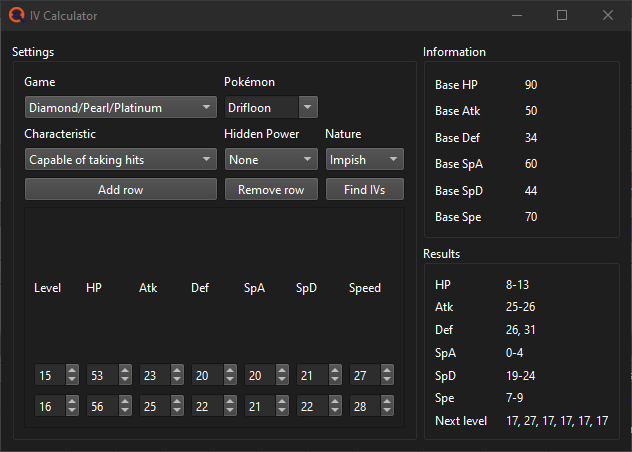 IV Calculator
Settings
Game Pokémon
Diamond/Pearl/Platinum Drifloon
Characteristic Hidden Power Nature
Capable of taking hits None Impish
Add row Remove row Find IVs
Level HP Atk Def SpA SpD Speed
15 53 23 20 20 21 27
16 56 25 22 21 22 28
Information
Base HP 90
Base Atk 50
Base Def 34
Base SpA 60
Base SpD 44
Base Spe 70
Results
HP 8-13
Atk 25-26
Def 26, 31
SpA 0-4
SpD 19-24
Spe 7-9
Next level 17, 27, 17, 17, 17, 17